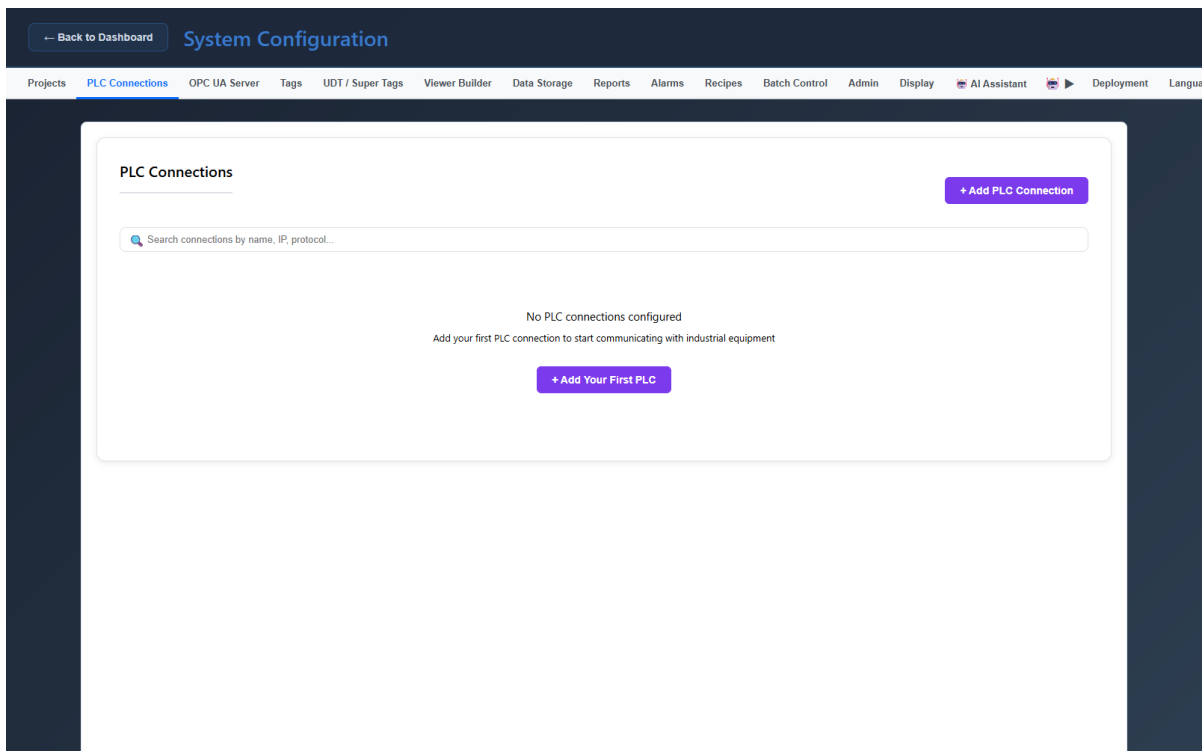 ← Back to Dashboard
System Configuration
Projects
PLC Connections
OPC UA Server
Tags
UDT / Super Tags
Viewer Builder
Data Storage
Reports
Alarms
Recipes
Batch Control
Admin
Display
AI Assistant
Deployment
PLC Connections
+ Add PLC Connection
Search connections by name, IP, protocol...
No PLC connections configured
Add your first PLC connection to start communicating with industrial equipment
+ Add Your First PLC